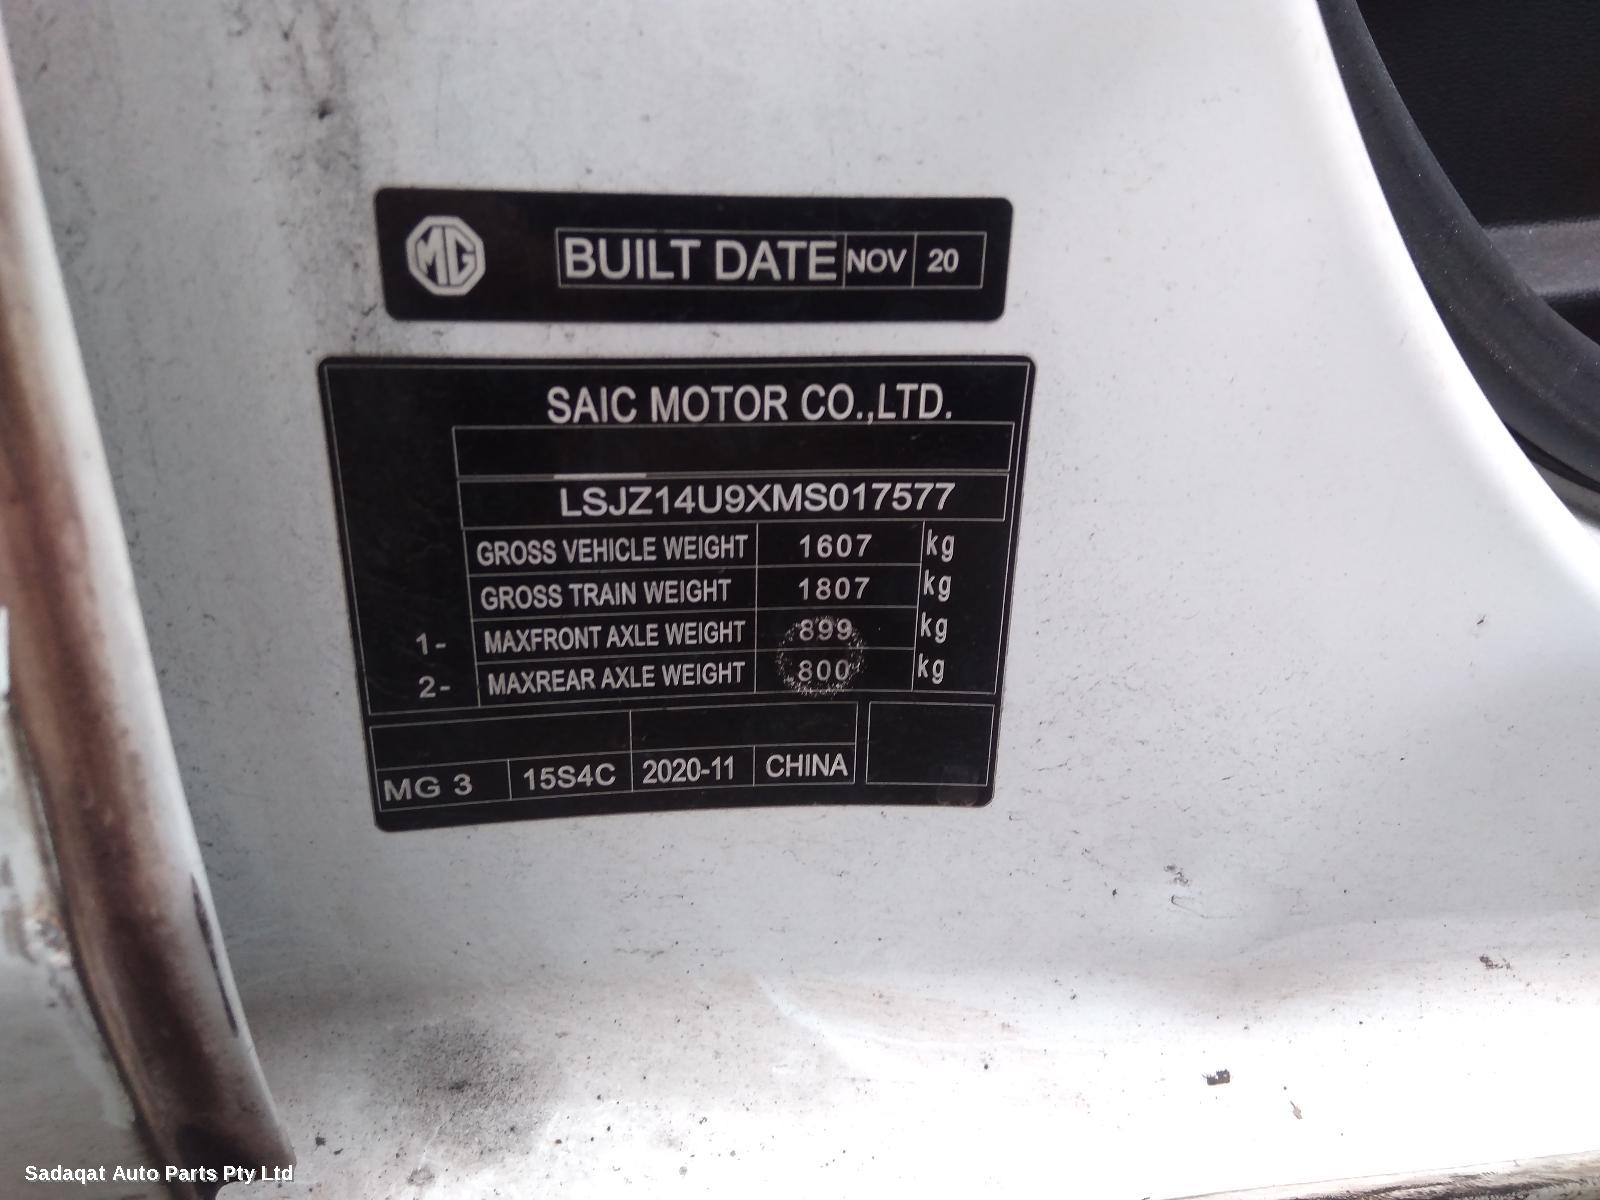 MG BUILT DATE NOV 20
SAIC MOTOR CO.,LTD.
LSJZ14U9XMS017577
GROSS VEHICLE WEIGHT 1607 kg
GROSS TRAIN WEIGHT 1807 kg
1- MAXFRONT AXLE WEIGHT 899 kg
2- MAXREAR AXLE WEIGHT 800 kg
MG 3 15S4C 2020-11 CHINA
Sadaqat Auto Parts Pty Ltd